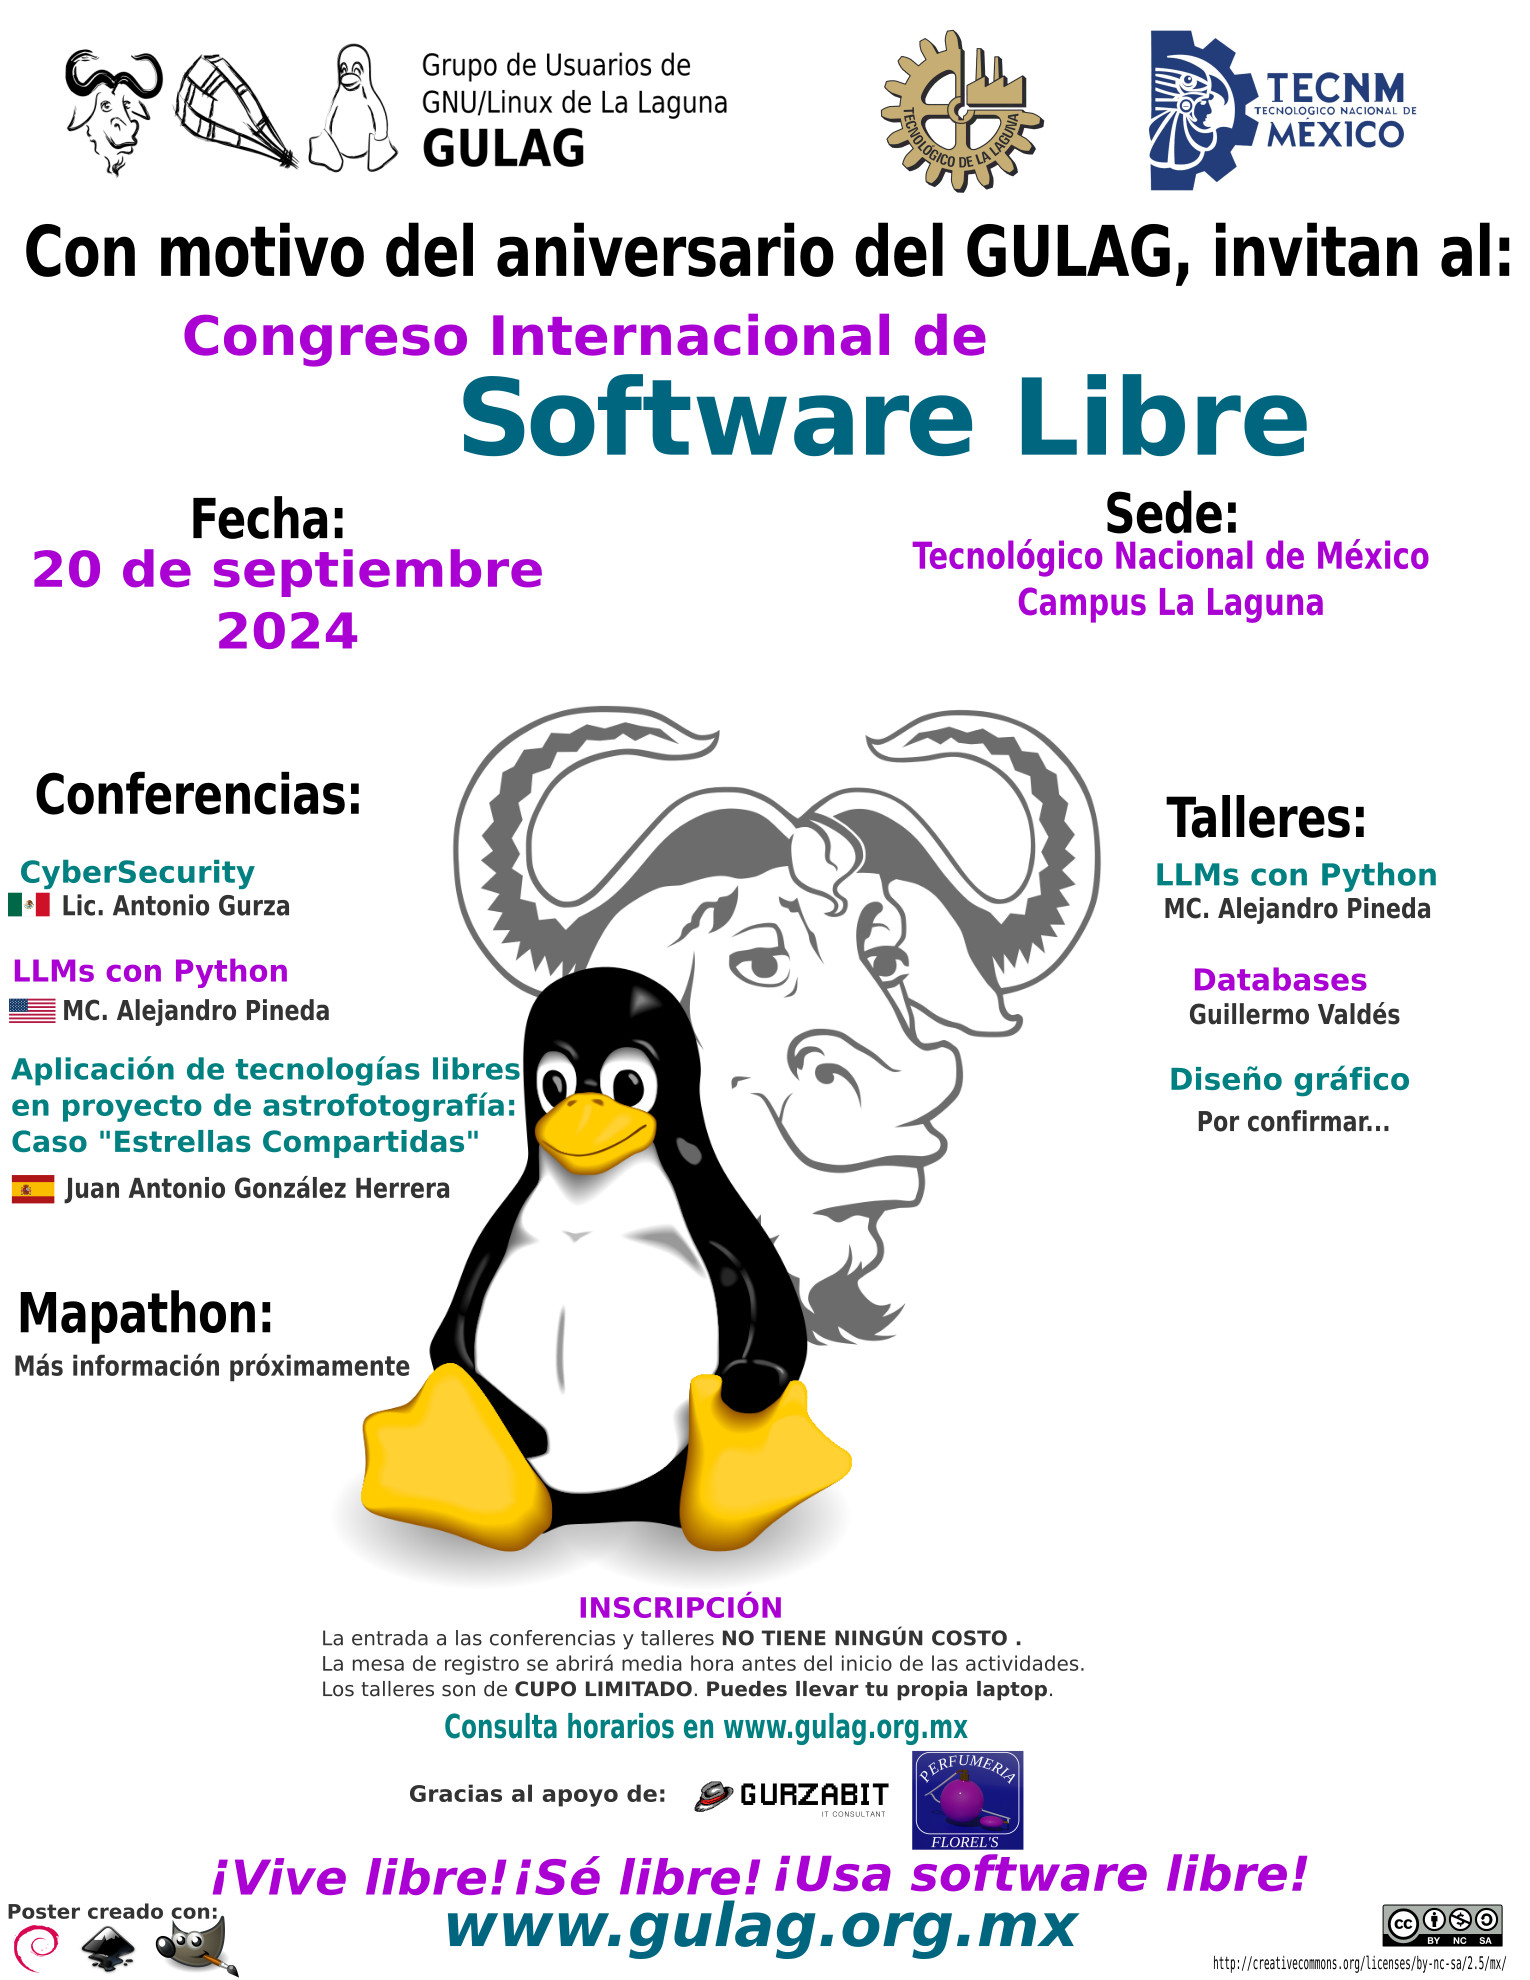 Grupo de Usuarios de
GNU/Linux de La Laguna
GULAG
TECNOLÓGICO DE LA LAGUNA
TECNM
TECNOLÓGICO NACIONAL DE
MÉXICO
Con motivo del aniversario del GULAG, invitan al:
Congreso Internacional de
Software Libre
Fecha:
20 de septiembre
2024
Sede:
Tecnológico Nacional de México
Campus La Laguna
Conferencias:
CyberSecurity
Lic. Antonio Gurza
LLMs con Python
MC. Alejandro Pineda
Aplicación de tecnologías libres
en proyecto de astrofotografía:
Caso "Estrellas Compartidas"
Juan Antonio González Herrera
Mapathon:
Más información próximamente
Talleres:
LLMs con Python
MC. Alejandro Pineda
Databases
Guillermo Valdés
Diseño gráfico
Por confirmar...
INSCRIPCIÓN
La entrada a las conferencias y talleres NO TIENE NINGÚN COSTO .
La mesa de registro se abrirá media hora antes del inicio de las actividades.
Los talleres son de CUPO LIMITADO. Puedes llevar tu propia laptop.
Consulta horarios en www.gulag.org.mx
Gracias al apoyo de:
GURZABIT
IT CONSULTANT
PERFUMERIA
FLOREL'S
¡Vive libre! ¡Sé libre! ¡Usa software libre!
www.gulag.org.mx
Poster creado con:
cc
BY NC SA
http://creativecommons.org/licenses/by-nc-sa/2.5/mx/